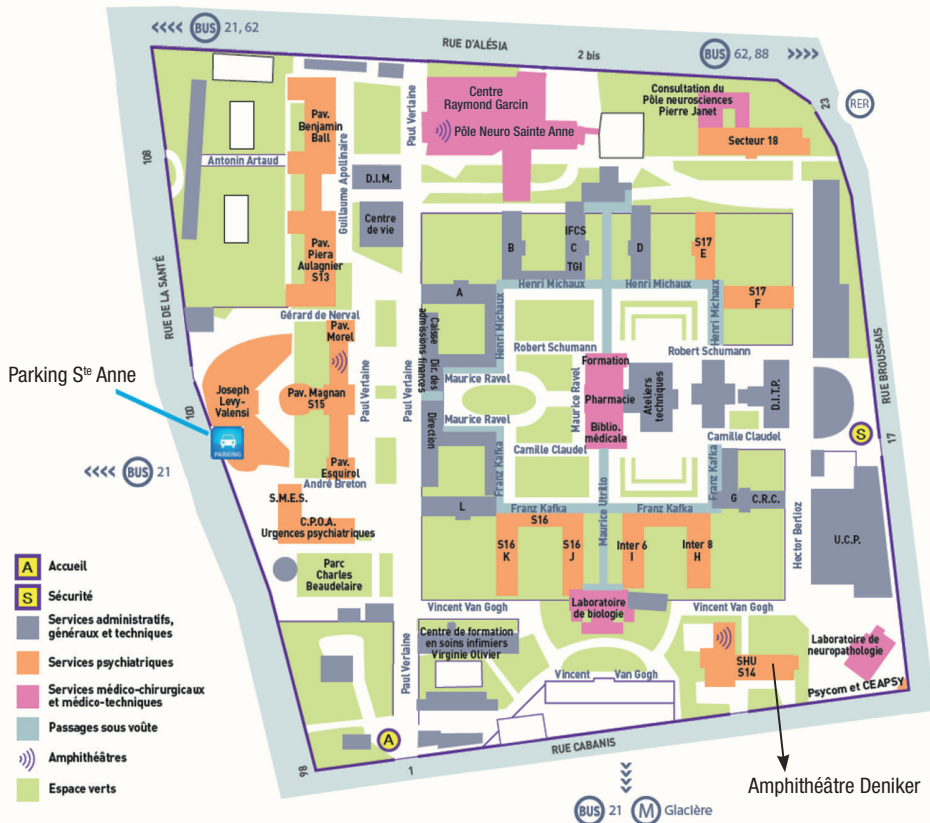 BUS 21, 62
RUE D'ALÉSIA
2 bis
BUS 62, 88
23
RER
Centre
Raymond Garcin
Pôle Neuro Sainte Anne
Consultation du
Pôle neurosciences
Pierre Janet
Secteur 18
Pav.
Benjamin
Ball
Paul Verlaine
Guillaume Apollinaire
Antonin Artaud
108
D.I.M.
Centre
de vie
Pav.
Piera
Aulagnier
S13
B
IFCS
C
TGI
D
S17
E
Henri Michaux
Henri Michaux
S17
F
RUE DE LA SANTÉ
Gérard de Nerval
A
Caisse
admissions
Dir. des
finances
Henri Michaux
Henri Michaux
Pav.
Morel
Robert Schumann
Robert Schumann
RUE BROUSSAIS
Parking Ste Anne
Joseph
Levy-
Valensi
Pav. Magnan
S15
Paul Verlaine
Paul Verlaine
Maurice Ravel
Maurice Ravel
Maurice Ravel
Formation
Pharmacie
Biblio.
médicale
Ateliers
techniques
D.I.T.P.
100
PARKING
Direction
Camille Claudel
Camille Claudel
S
17
BUS 21
Pav.
Esquirol
André Breton
Franz Kafka
Franz Kafka
S.M.E.S.
C.P.O.A.
Urgences psychiatriques
L
Franz Kafka
S16
Maurice Utrillo
Franz Kafka
G
C.R.C.
Hector Berlioz
U.C.P.
S16
K
S16
J
Inter 6
I
Inter 8
H
Parc
Charles
Beaudelaire
Vincent Van Gogh
Laboratoire
de biologie
Vincent Van Gogh
Paul Verlaine
Centre de formation
en soins infimiers
Virginie Olivier
Vincent Van Gogh
SHU
S14
Laboratoire de
neuropathologie
Psycom et CEAPSY
A
98
1
RUE CABANIS
BUS 21 M Glacière
Amphithéâtre Deniker
A Accueil
S Sécurité
Services administratifs,
généraux et techniques
Services psychiatriques
Services médico-chirurgicaux
et médico-techniques
Passages sous voûte
Amphithéâtres
Espace verts